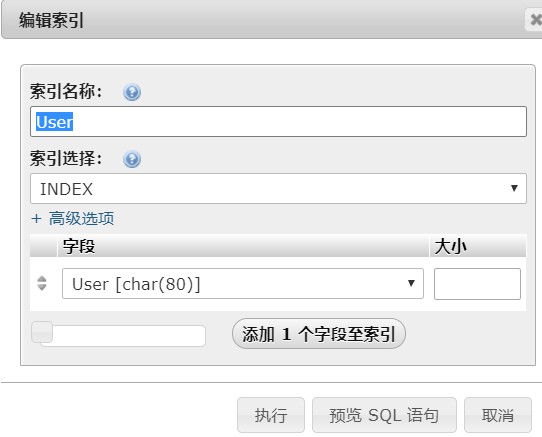 编辑索引
索引名称：
User
索引选择：
INDEX
+ 高级选项
字段 大小
User [char(80)]
添加 1 个字段至索引
执行 预览 SQL 语句 取消